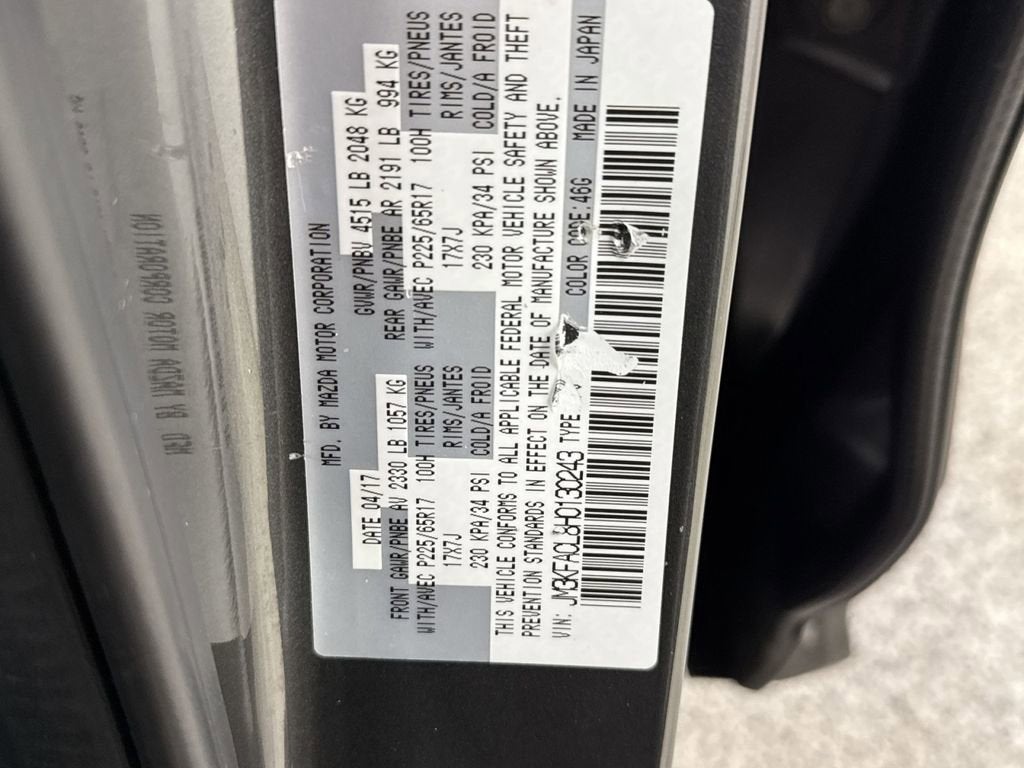 MFD. BY MAZDA MOTOR CORPORATION
DATE 04/17 GVWR/PNBV 4515 LB 2048 KG
FRONT GAWR/PNBE AV 2330 LB 1057 KG REAR GAWR/PNBE AR 2191 LB 994 KG
WITH/AVEC P225/65R17 100H TIRES/PNEUS WITH/AVEC P225/65R17 100H TIRES/PNEUS
17X7J RIMS/JANTES 17X7J RIMS/JANTES
230 KPA/34 PSI COLD/A FROID 230 KPA/34 PSI COLD/A FROID
THIS VEHICLE CONFORMS TO ALL APPLICABLE FEDERAL MOTOR VEHICLE SAFETY AND THEFT
PREVENTION STANDARDS IN EFFECT ON THE DATE OF MANUFACTURE SHOWN ABOVE.
VIN: JM3KFACL8H0130243 TYPE COLOR CODE:46G MADE IN JAPAN